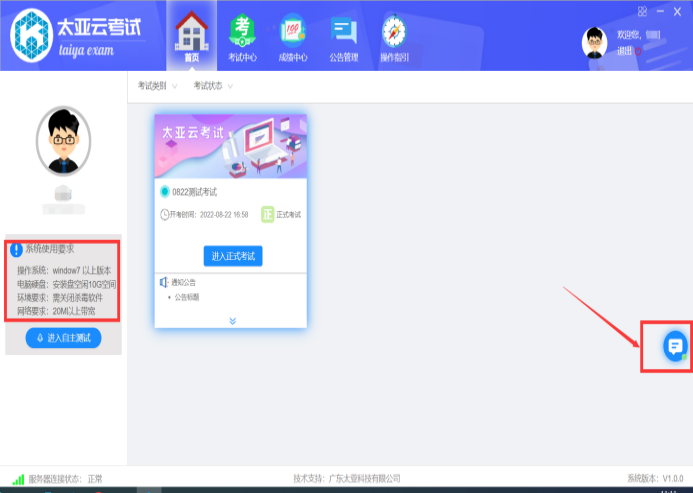 太亚云考试
taiya exam
首页
考试中心
成绩中心
公告管理
操作指引
欢迎您,
退出
考试类别
考试状态
太亚云考试
0822测试考试
开考时间: 2022-08-22 16:58
正
正式考试
进入正式考试
通知公告
公告标题
系统使用要求
操作系统: window7 以上版本
电脑硬盘: 安装盘空闲10G空间
环境要求: 需关闭杀毒软件
网络要求: 20M以上带宽
进入自主测试
服务器连接状态: 正常
技术支持: 广东太亚科技有限公司
系统版本: V1.0.0